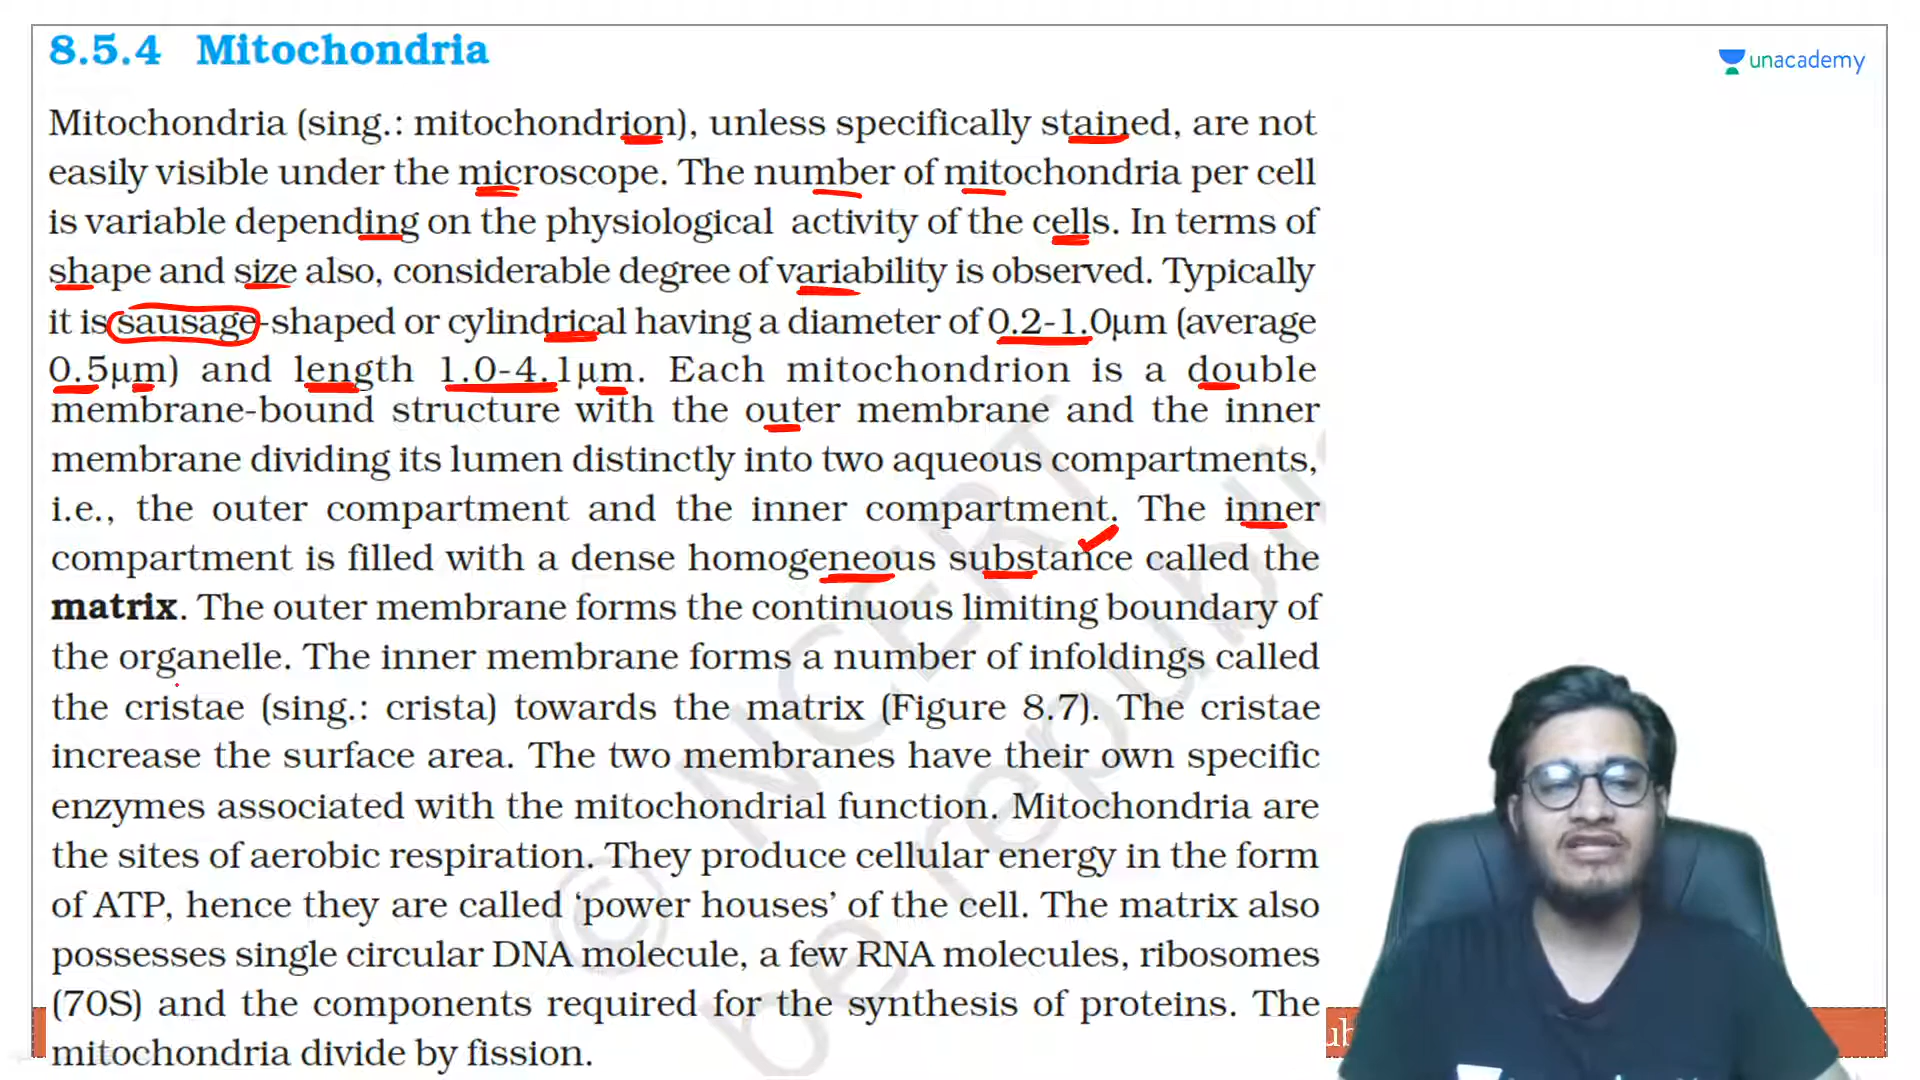 8.5.4 Mitochondria
unacademy
Mitochondria (sing.: mitochondrion), unless specifically stained, are not
easily visible under the microscope. The number of mitochondria per cell
is variable depending on the physiological activity of the cells. In terms of
shape and size also, considerable degree of variability is observed. Typically
it is sausage-shaped or cylindrical having a diameter of 0.2-1.0μm (average
0.5μm) and length 1.0-4.1μm. Each mitochondrion is a double
membrane-bound structure with the outer membrane and the inner
membrane dividing its lumen distinctly into two aqueous compartments,
i.e., the outer compartment and the inner compartment. The inner
compartment is filled with a dense homogeneous substance called the
matrix. The outer membrane forms the continuous limiting boundary of
the organelle. The inner membrane forms a number of infoldings called
the cristae (sing.: crista) towards the matrix (Figure 8.7). The cristae
increase the surface area. The two membranes have their own specific
enzymes associated with the mitochondrial function. Mitochondria are
the sites of aerobic respiration. They produce cellular energy in the form
of ATP, hence they are called ‘power houses’ of the cell. The matrix also
possesses single circular DNA molecule, a few RNA molecules, ribosomes
(70S) and the components required for the synthesis of proteins. The
mitochondria divide by fission.
© NCERT
be republis